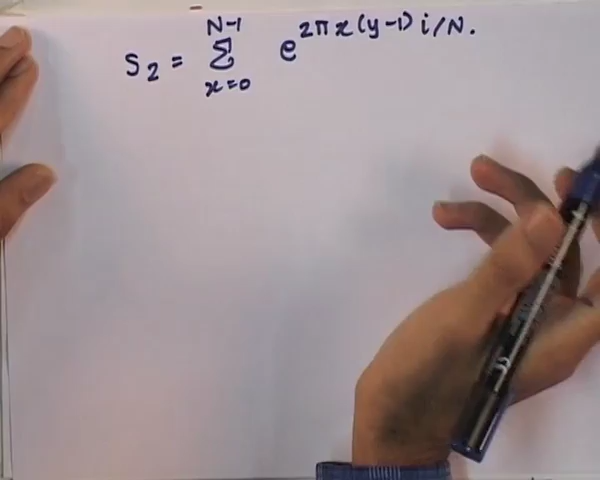 S₂ = Σ_{x=0}^{N-1} e^{2πx(y-1)i/N}.